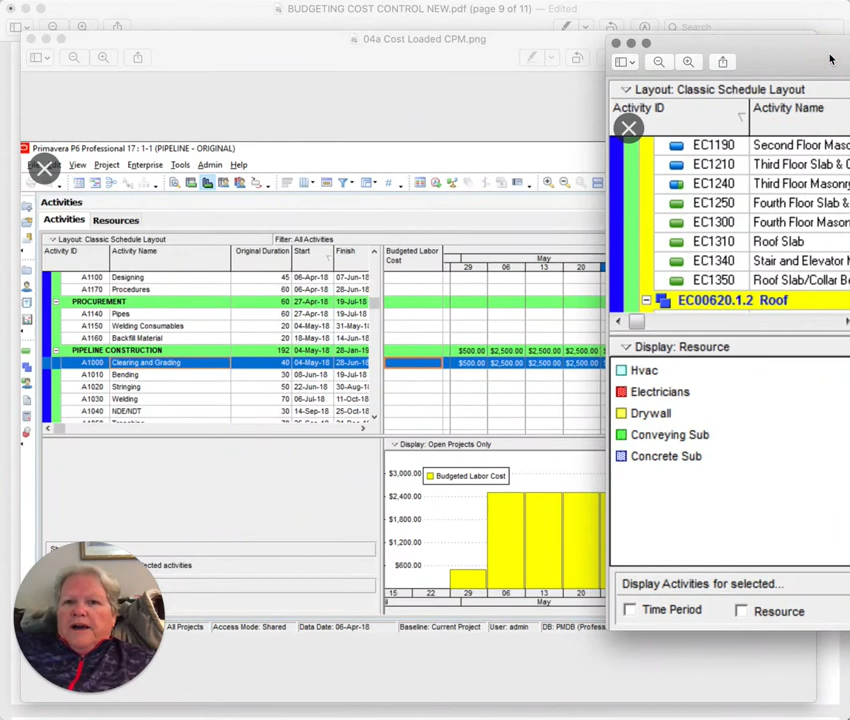 BUDGETING COST CONTROL NEW.pdf (page 9 of 11) — Edited
Search
04a Cost Loaded CPM.png
Primavera P6 Professional 17 : 1-1 (PIPELINE - ORIGINAL)
View Project Enterprise Tools Admin Help
Activities
Activities Resources
Layout: Classic Schedule Layout Filter: All Activities
Activity ID Activity Name Original Duration Start Finish Budgeted Labor Cost May
29 06 13 20
A1100 Designing 45 06-Apr-18 07-Jun-18
A1170 Procedures 60 06-Apr-18 29-Jun-18
PROCUREMENT 60 27-Apr-18 19-Jul-18
A1140 Pipes 60 27-Apr-18 19-Jul-18
A1150 Welding Consumables 20 04-May-18 31-May-
A1160 Backfill Material 20 04-May-18 31-May-
PIPELINE CONSTRUCTION 192 04-May-18 28-Jan-19 $500.00 $2,500.00 $2,500.00 $2,500.00
A1000 Clearing and Grading 40 04-May-18 28-Jun-18 $500.00 $2,500.00 $2,500.00 $2,500.00
A1010 Bending 30 08-Jun-18 19-Jul-18
A1020 Stringing 50 22-Jun-18 30-Aug-18
A1030 Welding 70 06-Jul-18 11-Oct-18
A1040 NDE/NDT 30 14-Sep-18 25-Oct-18
Display: Open Projects Only
Budgeted Labor Cost
$3,000.00
$2,400.00
$1,800.00
$1,200.00
$600.00
15 22 29 06 13 20
May
ected activities
All Projects Access Mode: Shared Data Date: 06-Apr-18 Baseline: Current Project User: admin DB: PMDB (Profess
Layout: Classic Schedule Layout
Activity ID Activity Name
EC1190 Second Floor Maso
EC1210 Third Floor Slab & C
EC1240 Third Floor Masonry
EC1250 Fourth Floor Slab &
EC1300 Fourth Floor Mason
EC1310 Roof Slab
EC1340 Stair and Elevator M
EC1350 Roof Slab/Collar Be
EC00620.1.2 Roof
Display: Resource
Hvac
Electricians
Drywall
Conveying Sub
Concrete Sub
Display Activities for selected...
Time Period Resource